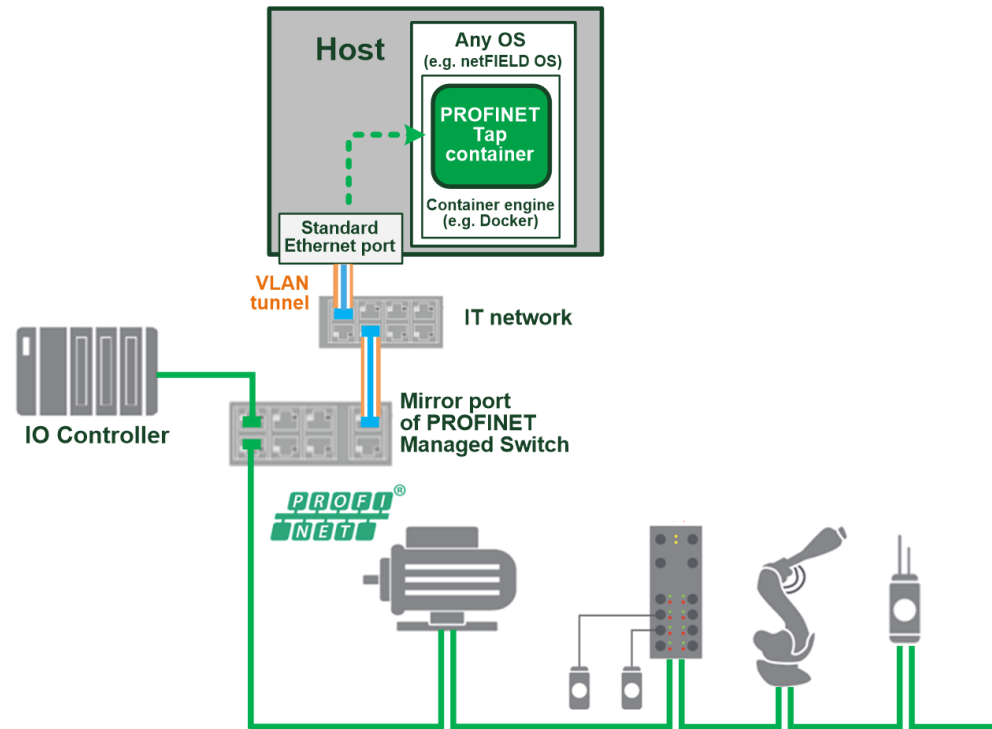 Host
Any OS
(e.g. netFIELD OS)
PROFINET
Tap
container
Container engine
(e.g. Docker)
Standard
Ethernet port
VLAN
tunnel
IT network
IO Controller
Mirror port
of PROFINET
Managed Switch
PROFI
NET
®